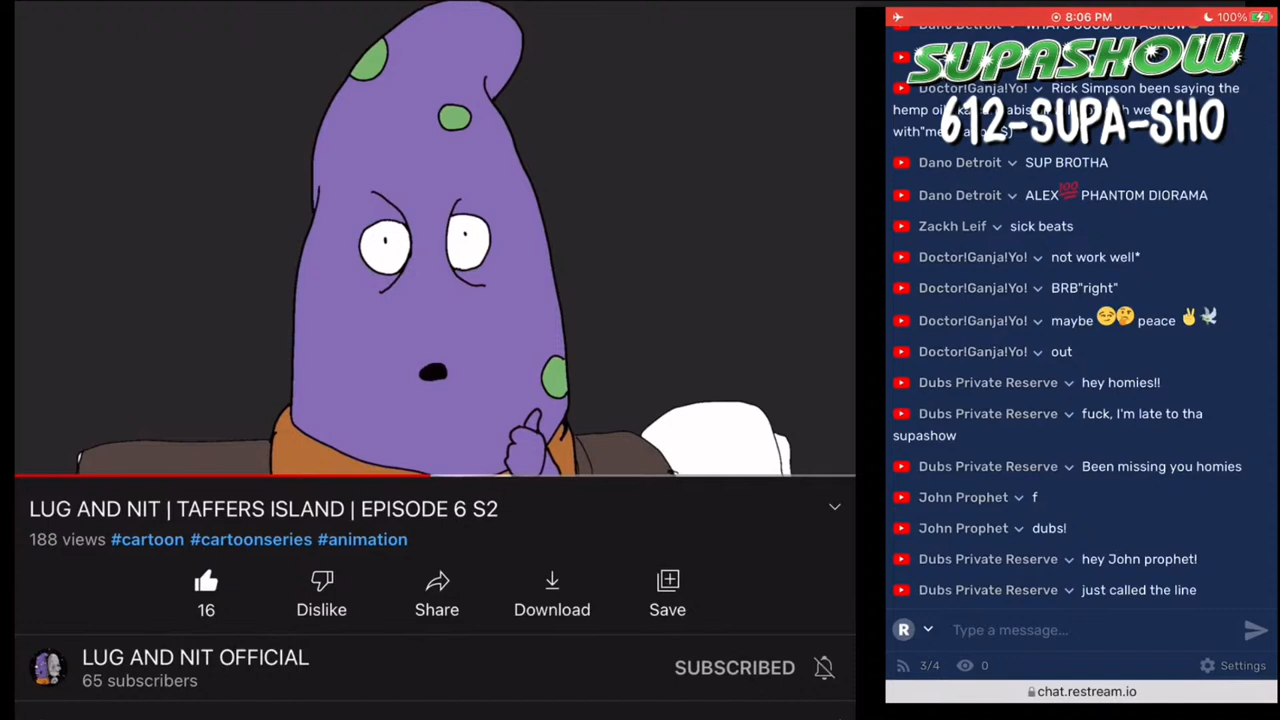 LUG AND NIT | TAFFERS ISLAND | EPISODE 6 S2
188 views #cartoon #cartoonseries #animation
16
Dislike
Share
Download
Save
LUG AND NIT OFFICIAL
65 subscribers
SUBSCRIBED
8:06 PM
100%
Dano Detroit
SUPASHOW
Doctor!Ganja!Yo! Rick Simpson been saying the
hemp oil
612-SUPA-SHO
Dano Detroit SUP BROTHA
Dano Detroit ALEX💯PHANTOM DIORAMA
Zackh Leif sick beats
Doctor!Ganja!Yo! not work well*
Doctor!Ganja!Yo! BRB"right"
Doctor!Ganja!Yo! maybe 😏🤔 peace ✌️🕊️
Doctor!Ganja!Yo! out
Dubs Private Reserve hey homies!!
Dubs Private Reserve fuck, I'm late to tha
supashow
Dubs Private Reserve Been missing you homies
John Prophet f
John Prophet dubs!
Dubs Private Reserve hey John prophet!
Dubs Private Reserve just called the line
R Type a message...
3/4 0 Settings
chat.restream.io